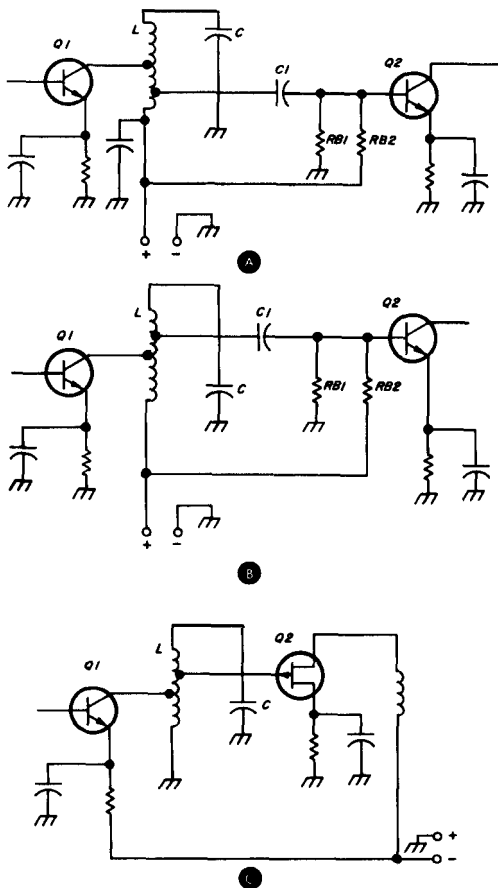 Q1
L
C
C1
Q2
RB1
RB2
+ -
A
Q1
L
C1
C
Q2
RB1
RB2
+ -
B
Q1
L
C
Q2
+
-
C